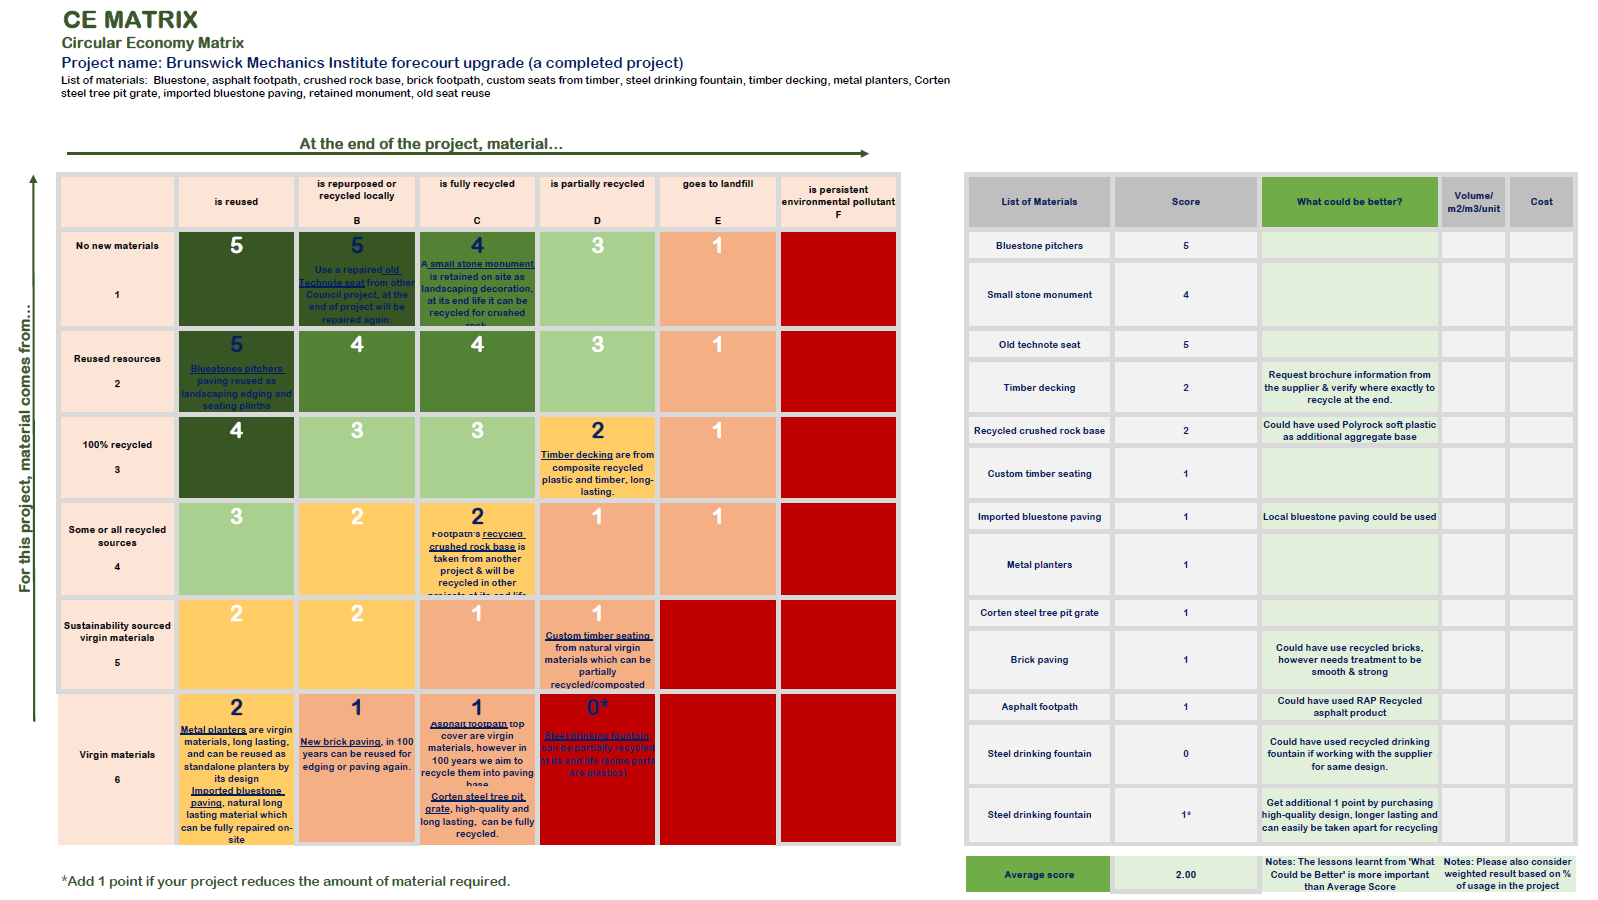 CE MATRIX
Circular Economy Matrix
Project name: Brunswick Mechanics Institute forecourt upgrade (a completed project)
List of materials:  Bluestone, asphalt footpath, crushed rock base, brick footpath, custom seats from timber, steel drinking fountain, timber decking, metal planters, Corten
steel tree pit grate, imported bluestone paving, retained monument, old seat reuse
At the end of the project, material...
For this project, material comes from...
is reused
is repurposed or
recycled locally
B
is fully recycled
C
is partially recycled
D
goes to landfill
E
is persistent
environmental pollutant
F
No new materials
1
5
5
Use a repaired old
Technote seat from other
Council project, at the
end of project will be
repaired again.
4
A small stone monument
is retained on site as
landscaping decoration,
at its end life it can be
recycled for crushed
rock
3
1
Reused resources
2
5
Bluestones pitchers
paving reused as
landscaping edging and
seating plinths
4
4
3
1
100% recycled
3
4
3
3
2
Timber decking are from
composite recycled
plastic and timber, long-
lasting.
1
Some or all recycled
sources
4
3
2
2
Footpath's recycled
crushed rock base is
taken from another
project & will be
recycled in other
projects at its end life
1
1
Sustainability sourced
virgin materials
5
2
2
1
1
Custom timber seating
from natural virgin
materials which can be
partially
recycled/composted
Virgin materials
6
2
Metal planters are virgin
materials, long lasting,
and can be reused as
standalone planters by
its design
Imported bluestone
paving, natural long
lasting material which
can be fully repaired on-
site
1
New brick paving, in 100
years can be reused for
edging or paving again.
1
Asphalt footpath top
cover are virgin
materials, however in
100 years we aim to
recycle them into paving
base
Corten steel tree pit
grate, high-quality and
long lasting,  can be fully
recycled.
0*
Steel drinking fountain,
can be partially recycled
at its end life (some parts
are plastics)
*Add 1 point if your project reduces the amount of material required.
List of Materials
Score
What could be better?
Volume/
m2/m3/unit
Cost
Bluestone pitchers
5
Small stone monument
4
Old technote seat
5
Timber decking
2
Request brochure information from
the supplier & verify where exactly to
recycle at the end.
Recycled crushed rock base
2
Could have used Polyrock soft plastic
as additional aggregate base
Custom timber seating
1
Imported bluestone paving
1
Local bluestone paving could be used
Metal planters
1
Corten steel tree pit grate
1
Brick paving
1
Could have use recycled bricks,
however needs treatment to be
smooth & strong
Asphalt footpath
1
Could have used RAP Recycled
asphalt product
Steel drinking fountain
0
Could have used recycled drinking
fountain if working with the supplier
for same design.
Steel drinking fountain
1*
Get additional 1 point by purchasing
high-quality design, longer lasting and
can easily be taken apart for recycling
Average score
2.00
Notes: The lessons learnt from 'What
Could be Better' is more important
than Average Score
Notes: Please also consider
weighted result based on %
of usage in the project